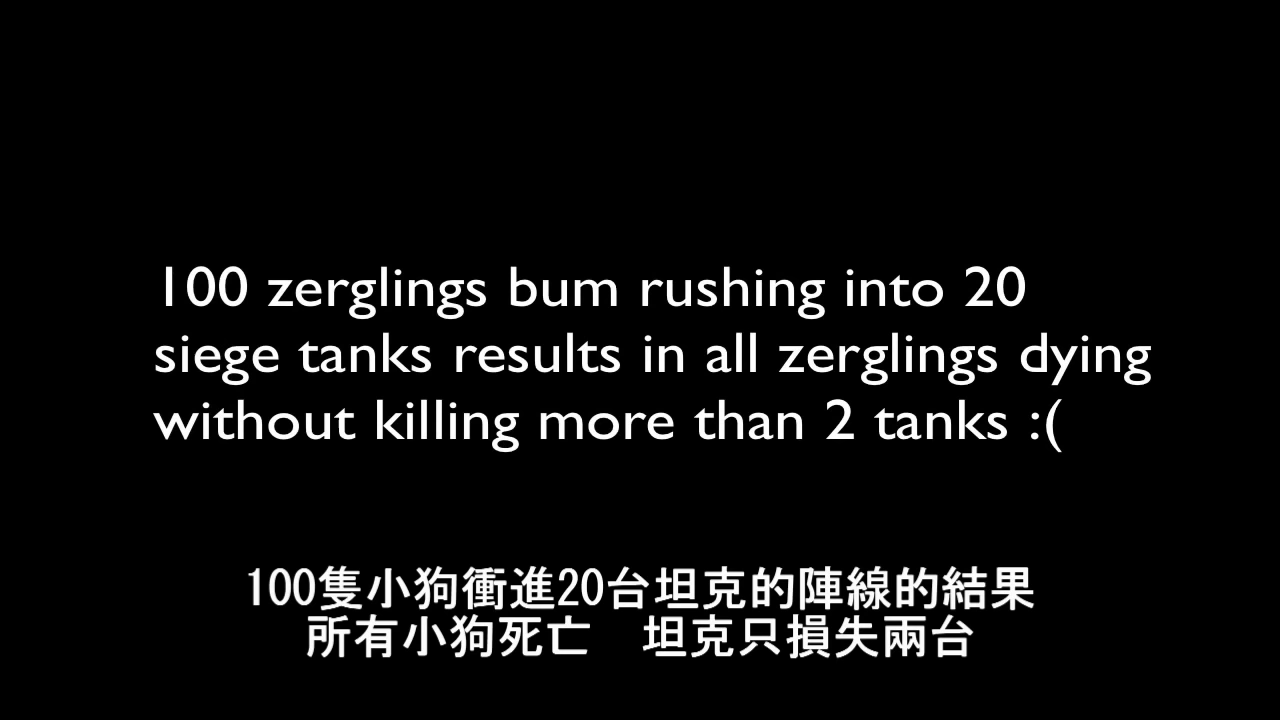 100 zerglings bum rushing into 20
siege tanks results in all zerglings dying
without killing more than 2 tanks :(
100隻小狗衝進20台坦克的陣線的結果
所有小狗死亡　坦克只損失兩台